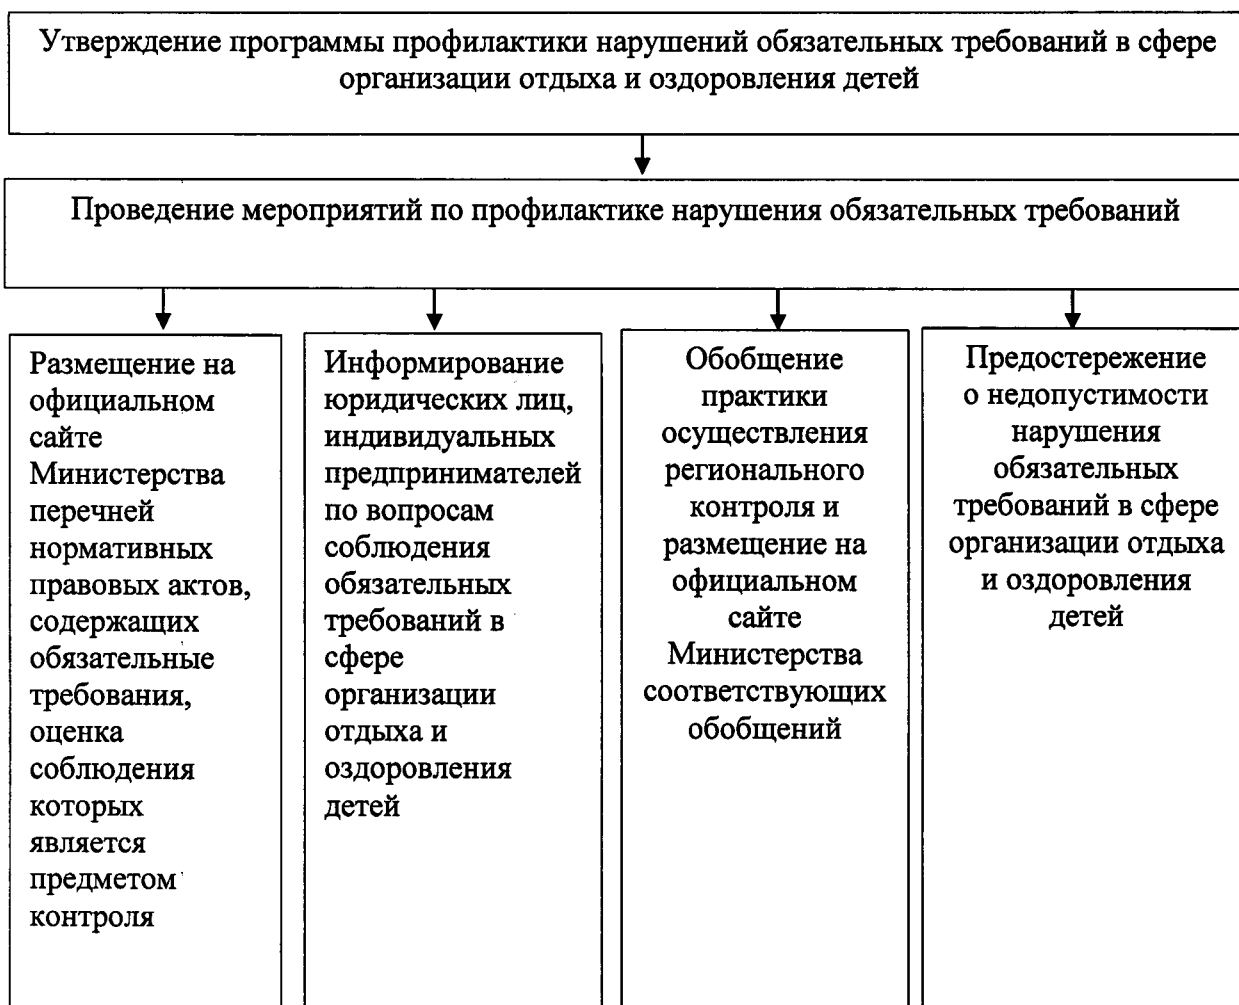 Утверждение программы профилактики нарушений обязательных требований в сфере
организации отдыха и оздоровления детей
Проведение мероприятий по профилактике нарушения обязательных требований
Размещение на
официальном
сайте
Министерства
перечней
нормативных
правовых актов,
содержащих
обязательные
требования,
оценка
соблюдения
которых
является
предметом
контроля
Информирование
юридических лиц,
индивидуальных
предпринимателей
по вопросам
соблюдения
обязательных
требований в
сфере
организации
отдыха и
оздоровления
детей
Обобщение
практики
осуществления
регионального
контроля и
размещение на
официальном
сайте
Министерства
соответствующих
обобщений
Предостережение
о недопустимости
нарушения
обязательных
требований в сфере
организации отдыха
и оздоровления
детей